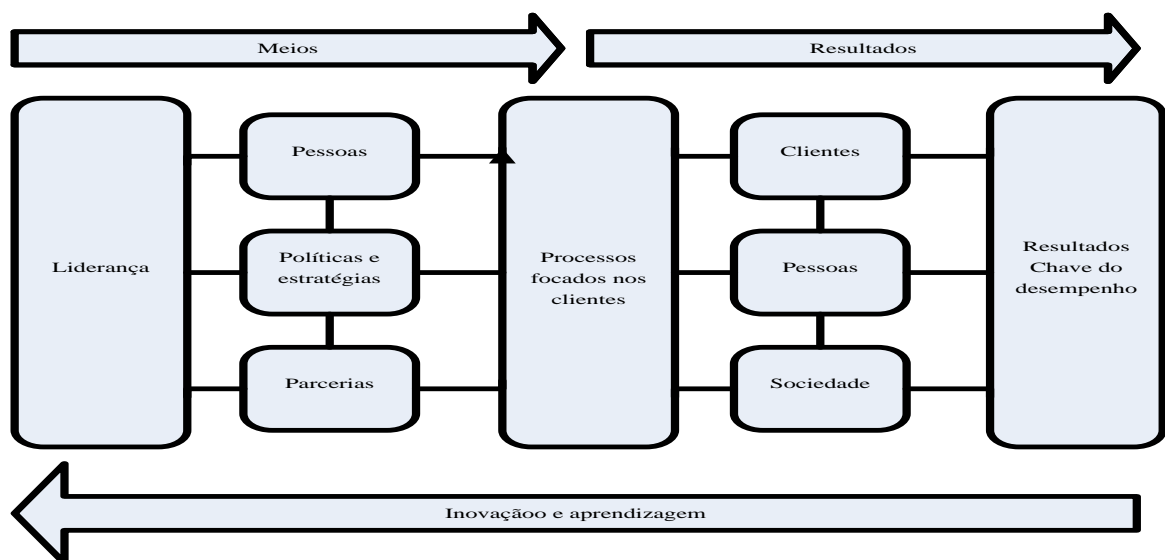 Meios
Resultados
Liderança
Pessoas
Políticas e
estratégias
Parcerias
Processos
focados nos
clientes
Clientes
Pessoas
Sociedade
Resultados
Chave do
desempenho
Inovaçãoo e aprendizagem